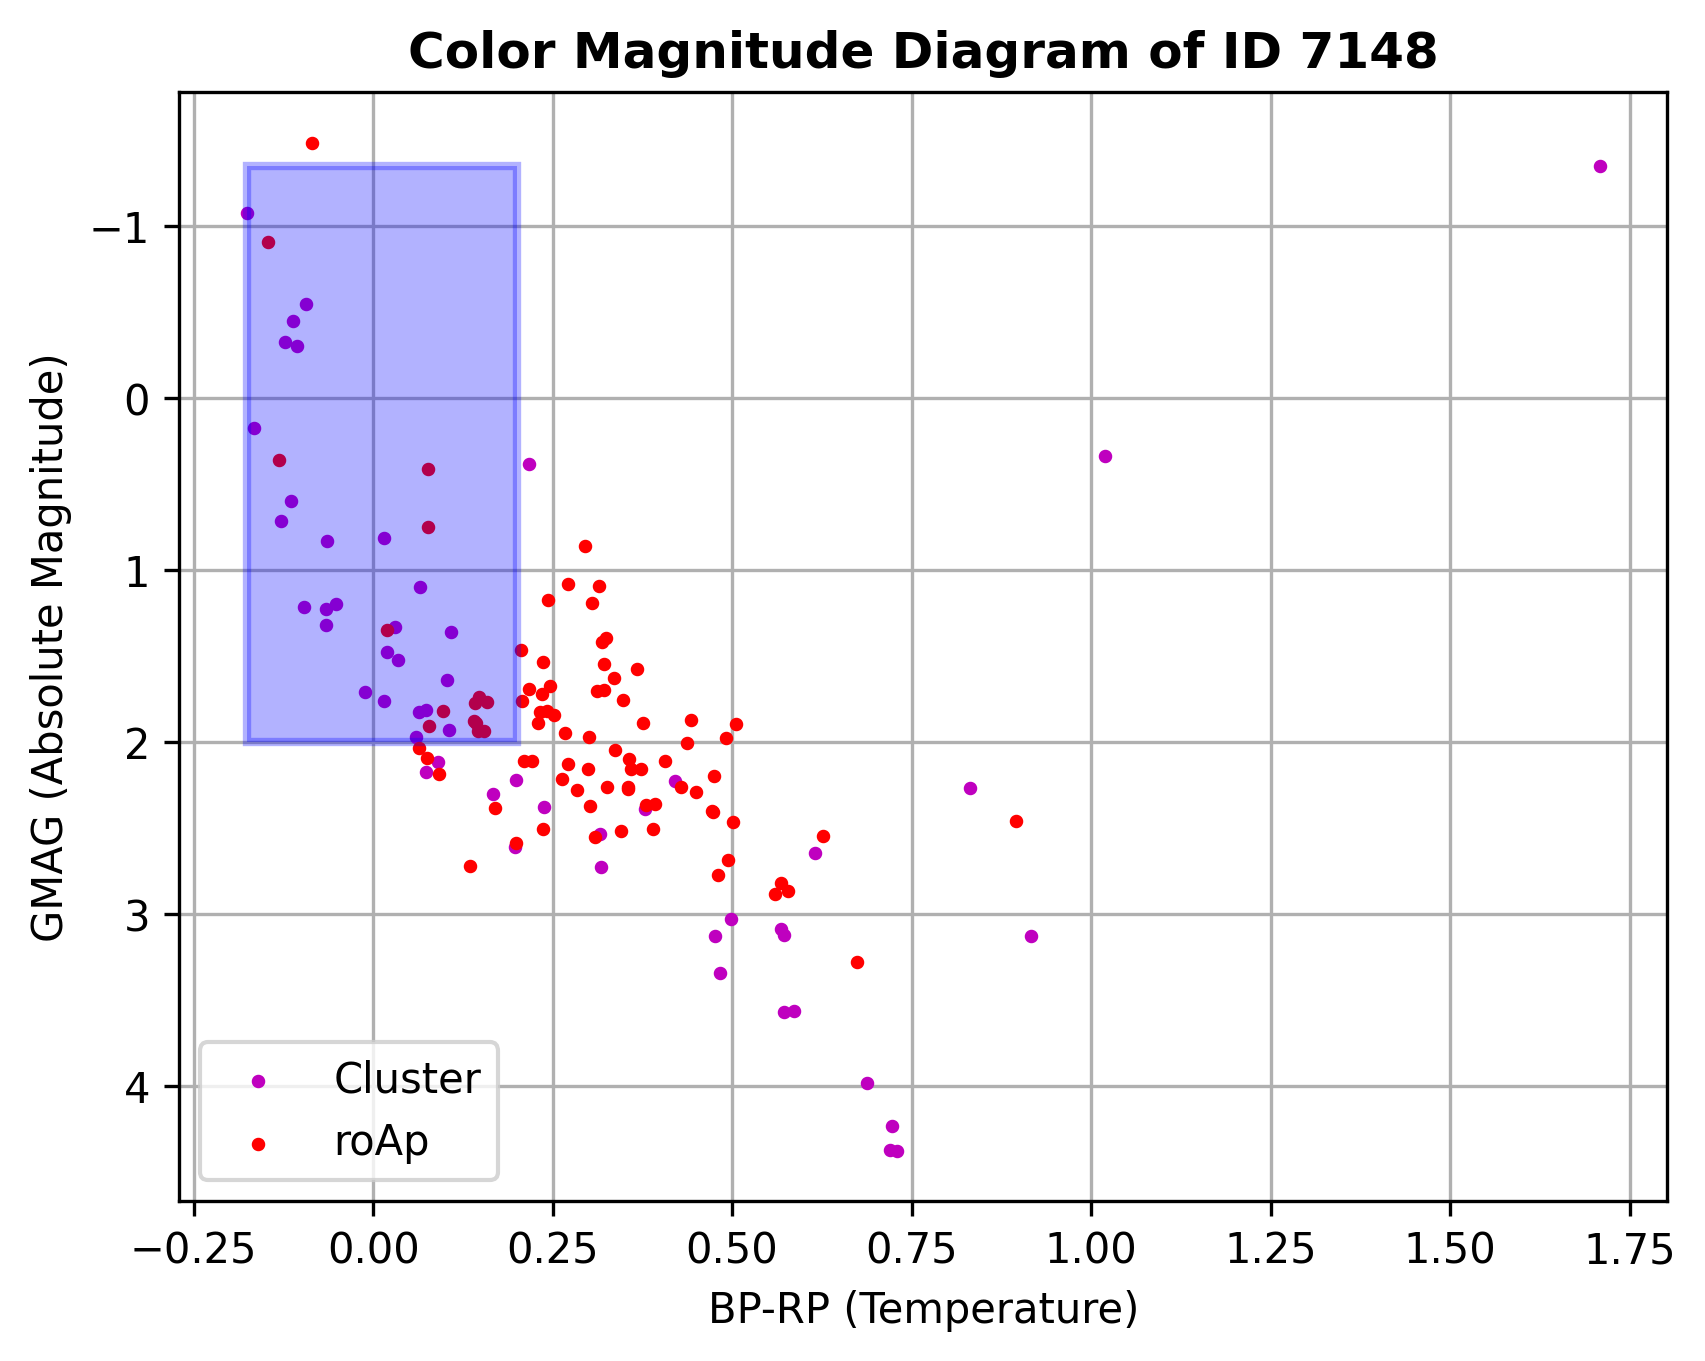 Color Magnitude Diagram of ID 7148
GMAG (Absolute Magnitude)
−1
0
1
2
3
4
Cluster
roAp
−0.25 0.00 0.25 0.50 0.75 1.00 1.25 1.50 1.75
BP-RP (Temperature)